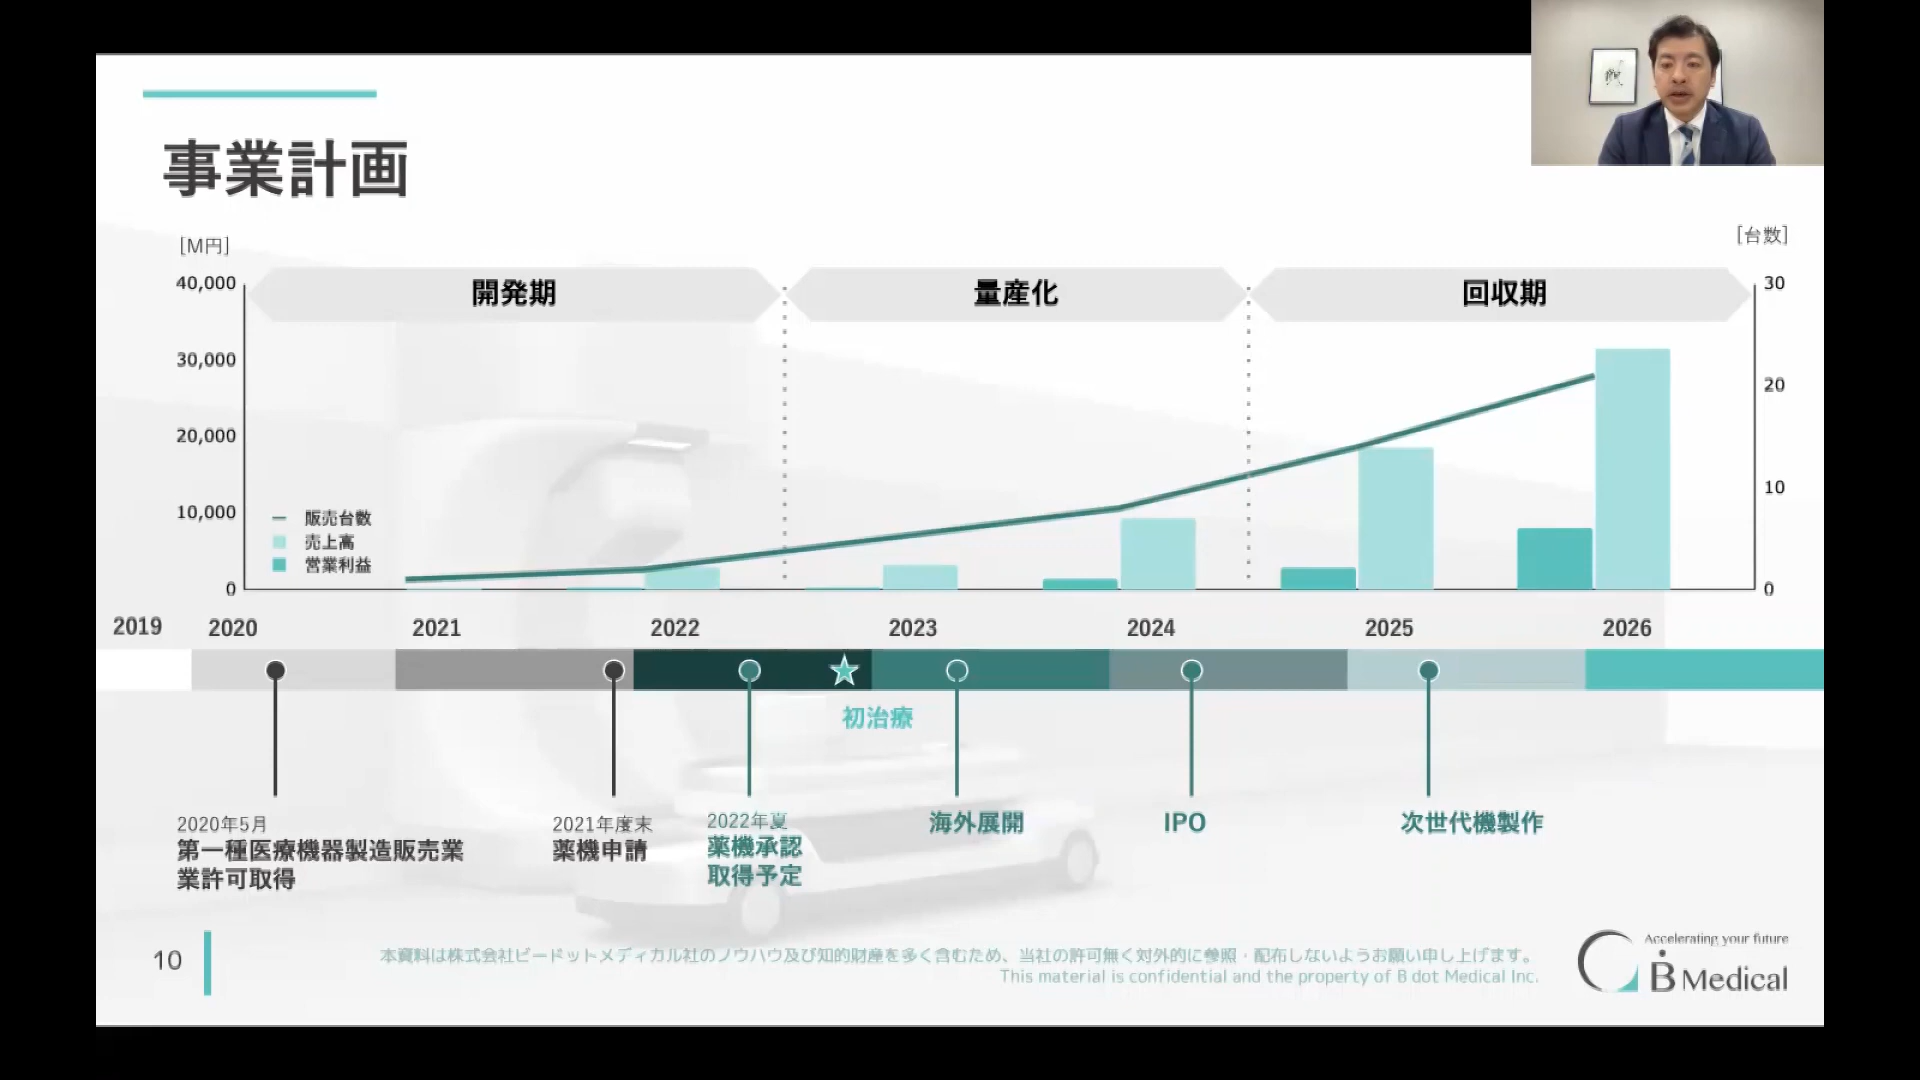 事業計画
[M円]
[台数]
40,000
30,000
20,000
10,000
0
30
20
10
0
開発期
量産化
回収期
販売台数
売上高
営業利益
2019
2020
2021
2022
2023
2024
2025
2026
初治療
2020年5月
第一種医療機器製造販売業
業許可取得
2021年度末
薬機申請
2022年夏
薬機承認
取得予定
海外展開
IPO
次世代機製作
10
本資料は株式会社ビードットメディカル社のノウハウ及び知的財産を多く含むため、当社の許可無く対外的に参照・配布しないようお願い申し上げます。
This material is confidential and the property of B dot Medical Inc.
Accelerating your future
Ḃ Medical